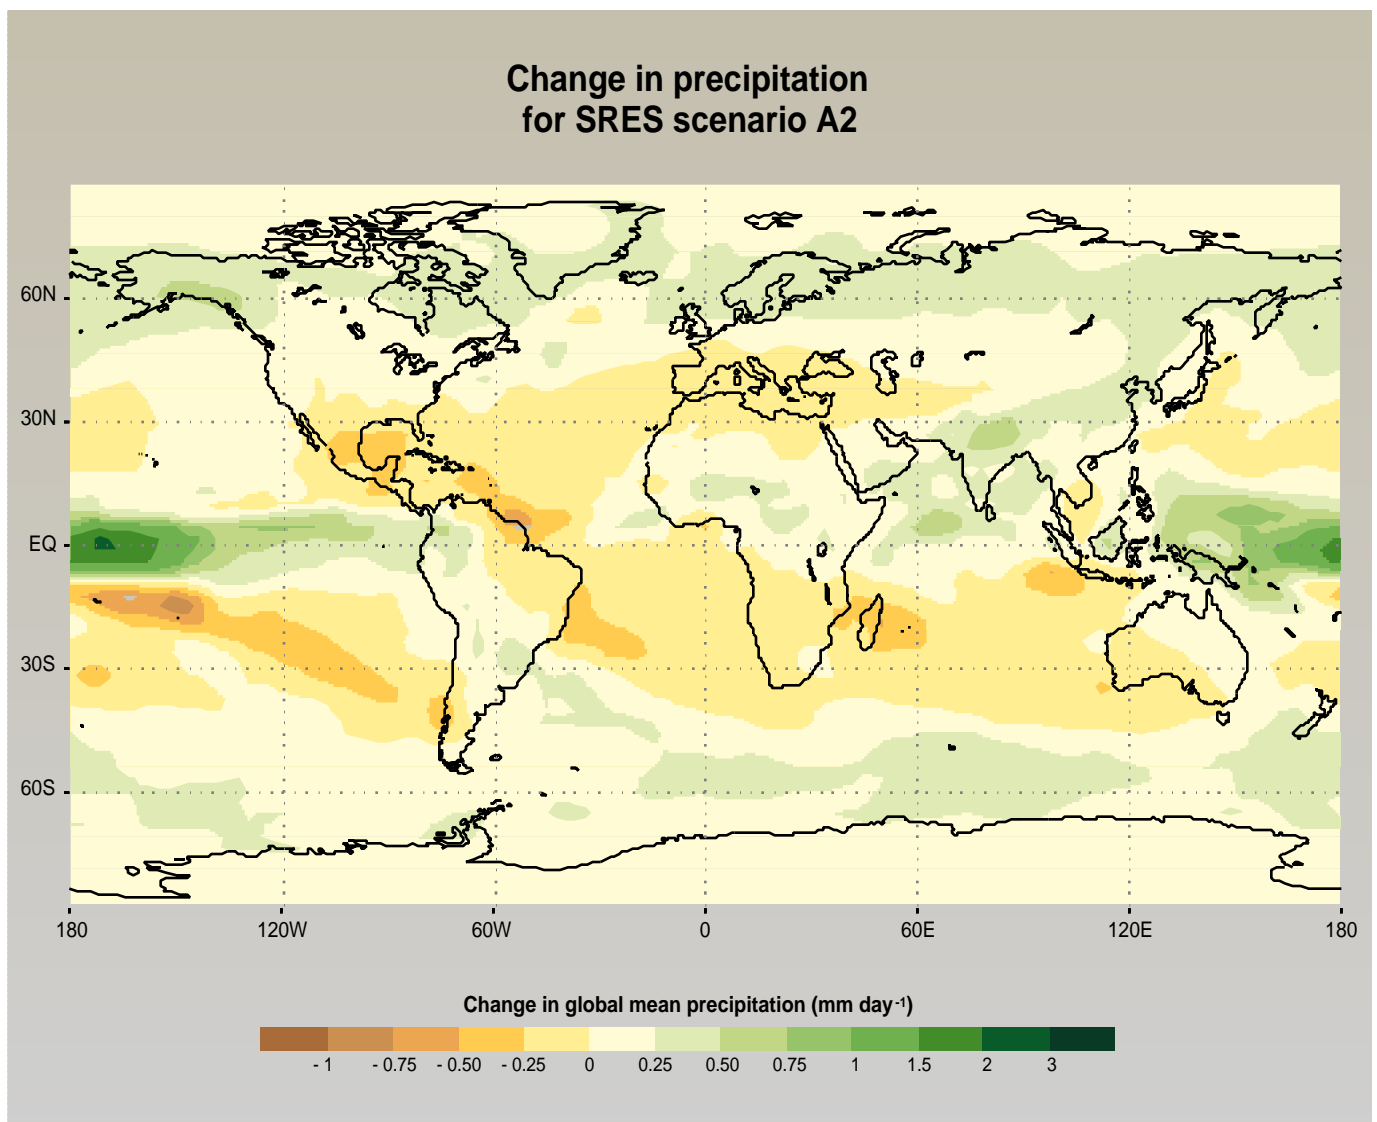 Change in precipitation
for SRES scenario A2
60N
30N
EQ
30S
60S
180 120W 60W 0 60E 120E 180
Change in global mean precipitation (mm day-1)
- 1 - 0.75 - 0.50 - 0.25 0 0.25 0.50 0.75 1 1.5 2 3